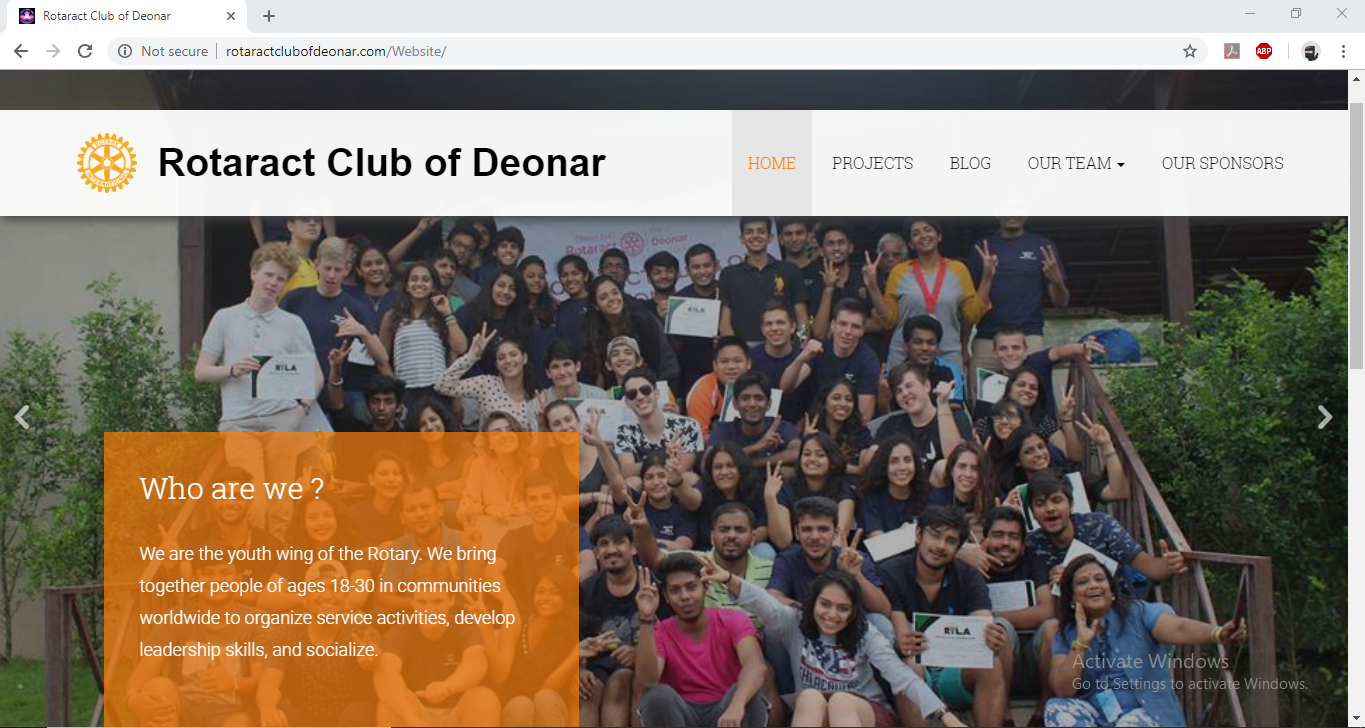 Rotaract Club of Deonar
Not secure
rotaractclubofdeonar.com/Website/
ABP
Rotaract Club of Deonar
HOME
PROJECTS
BLOG
OUR TEAM
OUR SPONSORS
Rotaract
Deonar
RYLA
RYLA
Who are we ?
We are the youth wing of the Rotary. We bring
together people of ages 18-30 in communities
worldwide to organize service activities, develop
leadership skills, and socialize.
Activate Windows
Go to Settings to activate Windows.